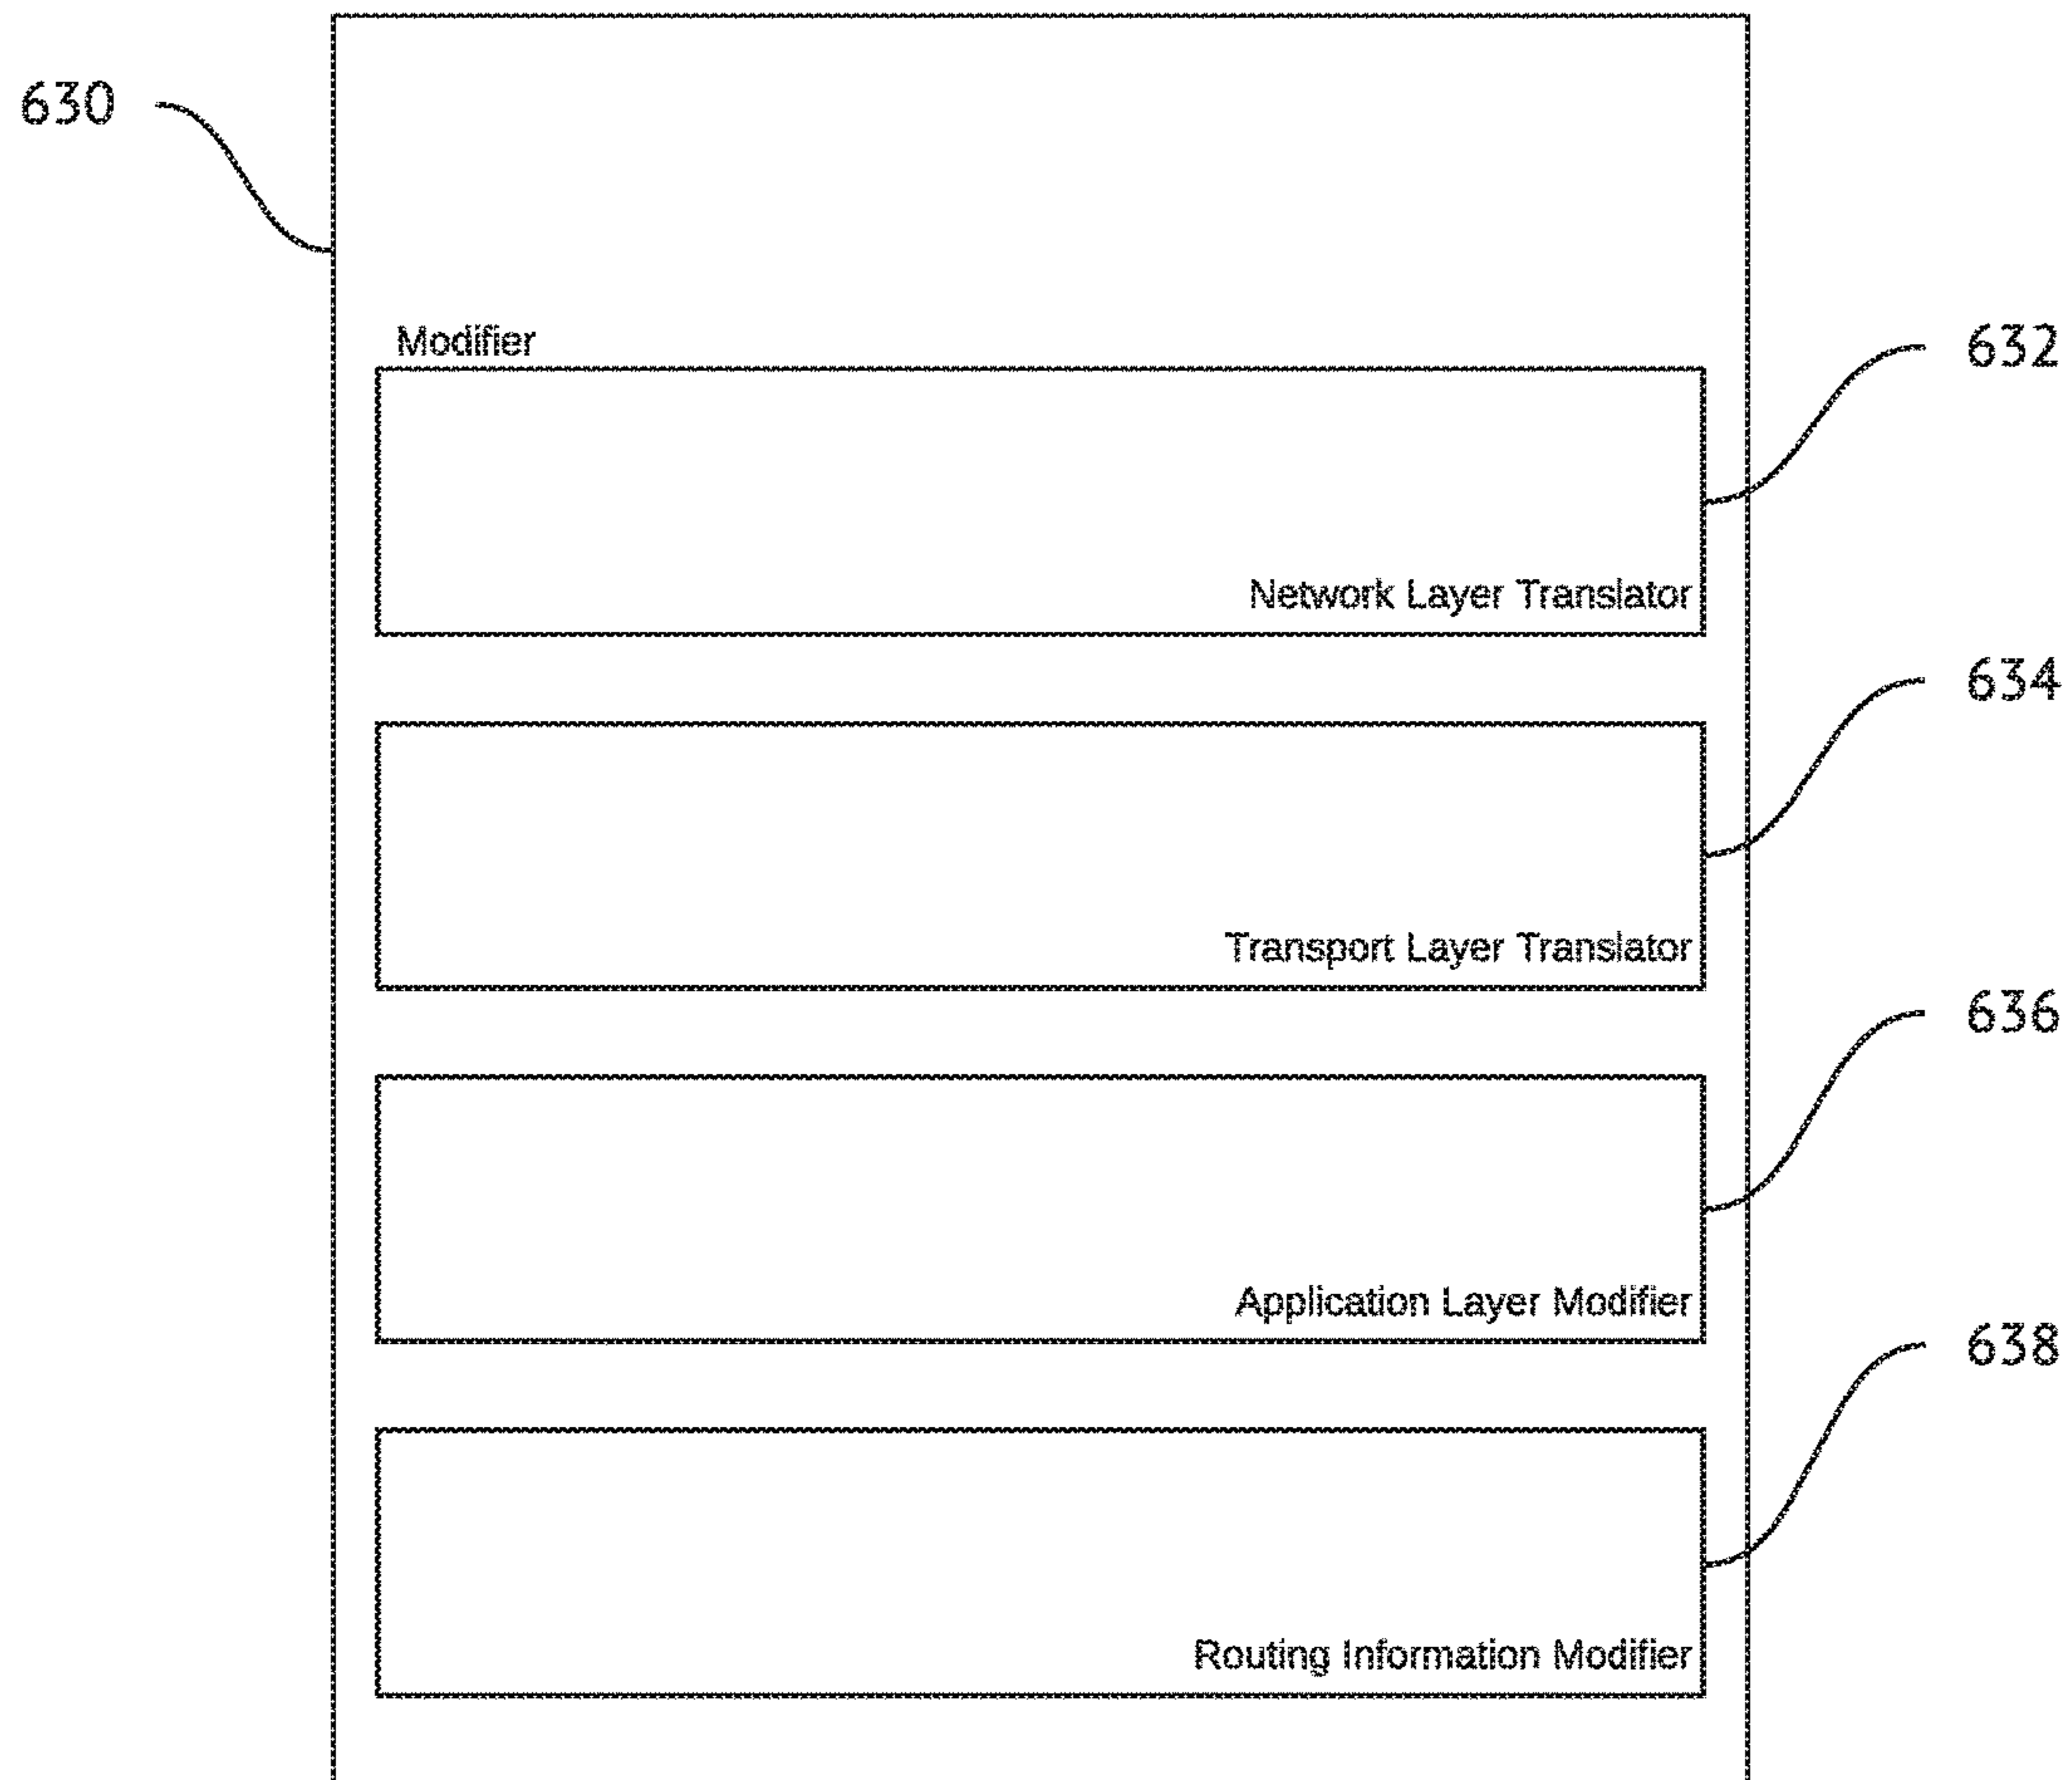 630
Modifier
632
Network Layer Translator
634
Transport Layer Translator
636
Application Layer Modifier
638
Routing Information Modifier